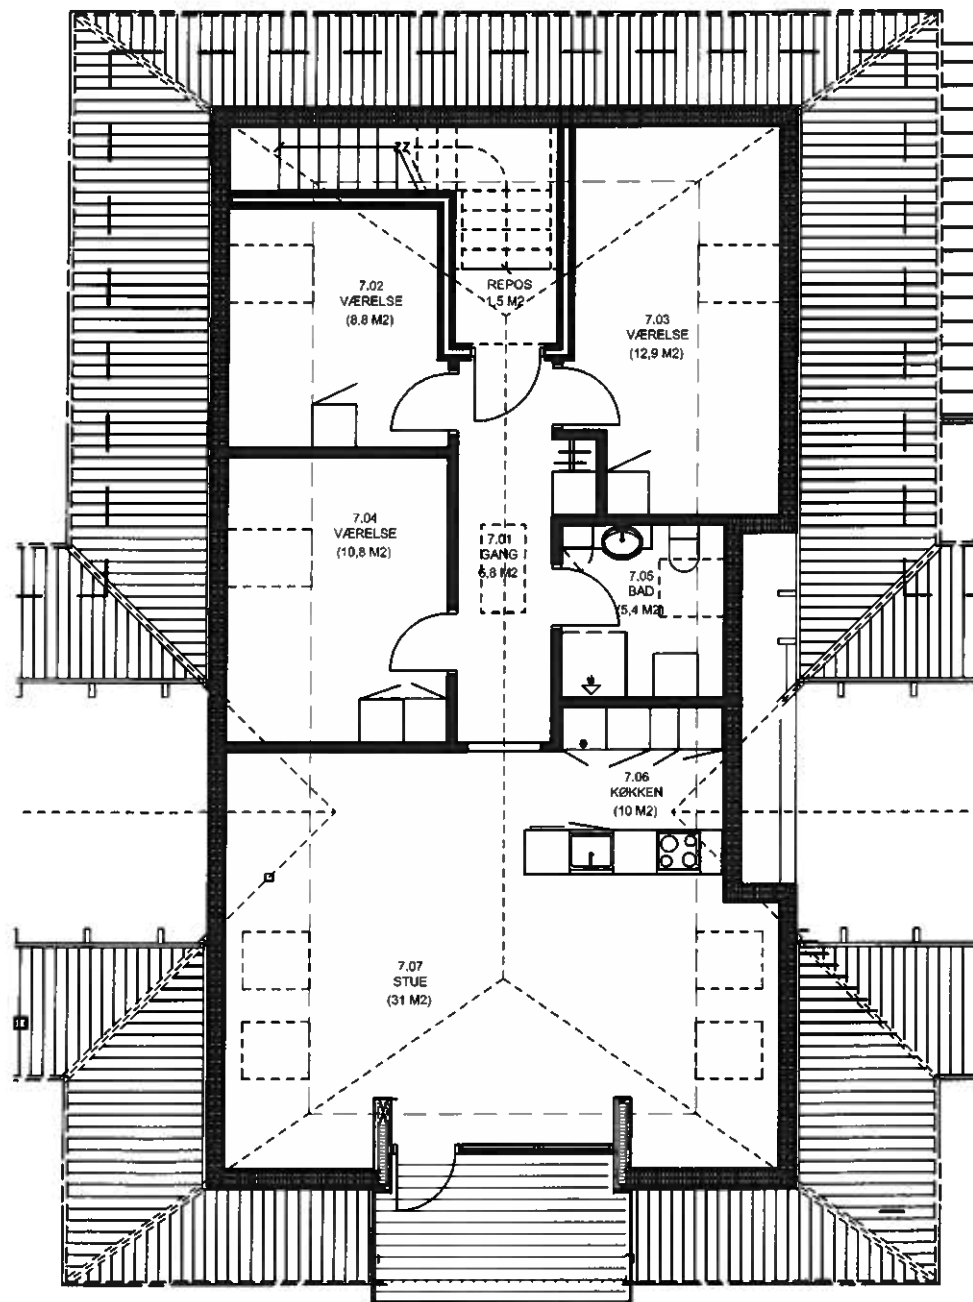 REPOS
1,5 M2
7.02
VÆRELSE
(8,8 M2)
7.03
VÆRELSE
(12,9 M2)
7.04
VÆRELSE
(10,8 M2)
7.01
GANG
6,8 M2
7.05
BAD
(5,4 M2)
7.06
KØKKEN
(10 M2)
7.07
STUE
(31 M2)